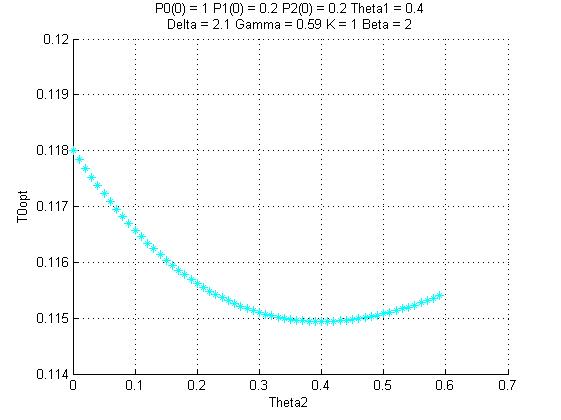 P0(0) = 1 P1(0) = 0.2 P2(0) = 0.2 Theta1 = 0.4
Delta = 2.1 Gamma = 0.59 K = 1 Beta = 2
0.12
0.119
0.118
0.117
0.116
0.115
0.114
T0opt
0 0.1 0.2 0.3 0.4 0.5 0.6 0.7
Theta2